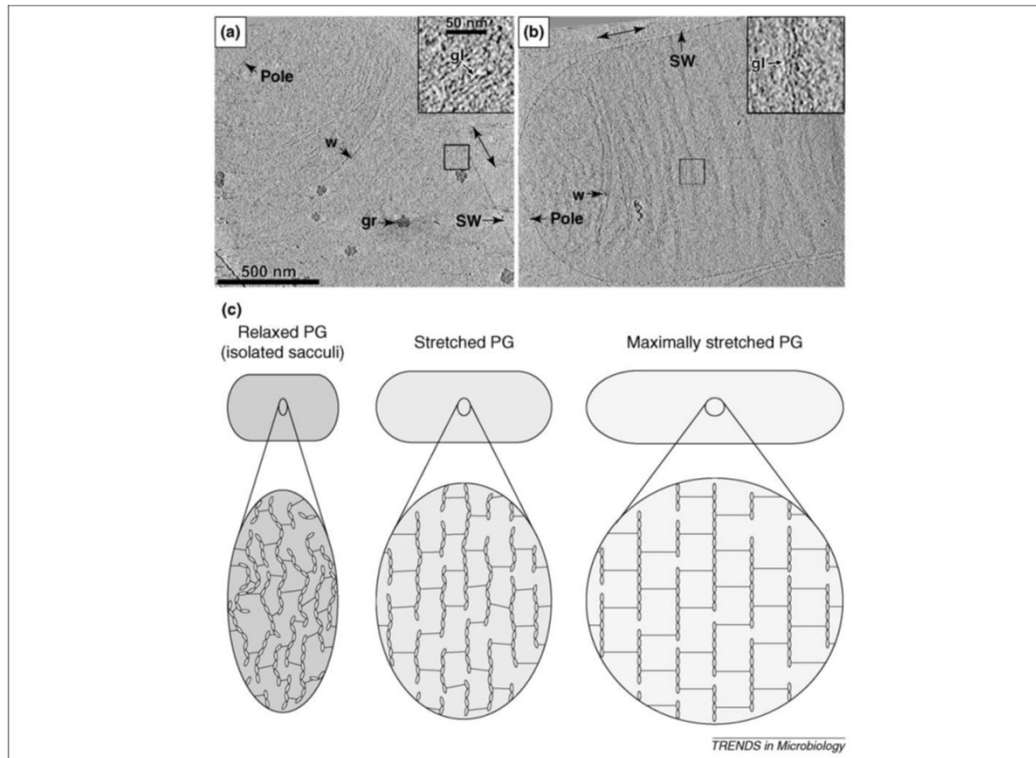 (a)
50 nm
gl
Pole
w
gr
SW
500 nm
(b)
SW
gl
w
Pole
(c)
Relaxed PG
(isolated sacculi)
Stretched PG
Maximally stretched PG
TRENDS in Microbiology